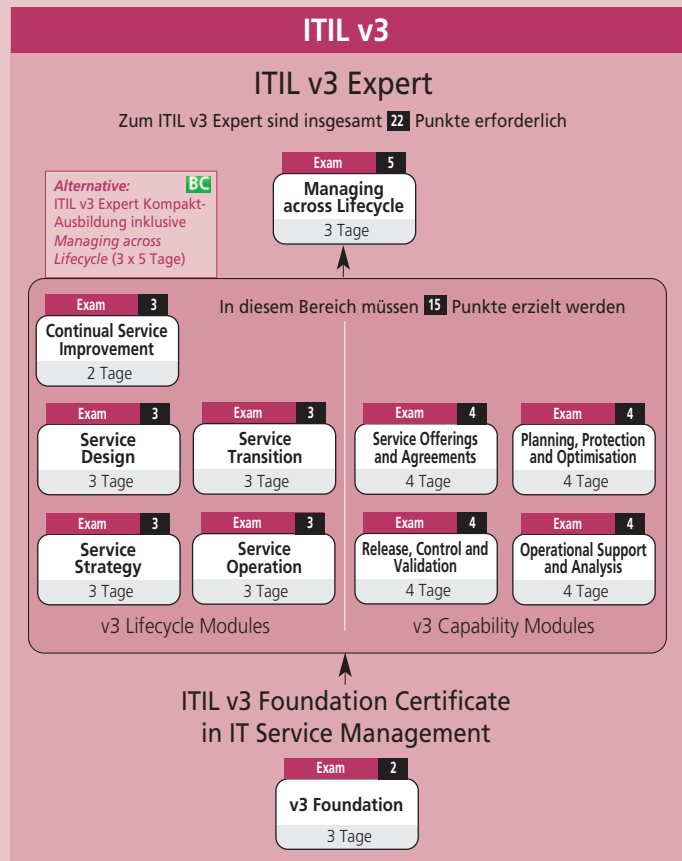 ITIL v3
ITIL v3 Expert
Zum ITIL v3 Expert sind insgesamt 22 Punkte erforderlich
Alternative: BC
ITIL v3 Expert Kompakt-
Ausbildung inklusive
Managing across
Lifecycle (3 x 5 Tage)
Exam 5
Managing
across Lifecycle
3 Tage
In diesem Bereich müssen 15 Punkte erzielt werden
Exam 3
Continual Service
Improvement
2 Tage
Exam 3
Service
Design
3 Tage
Exam 3
Service
Transition
3 Tage
Exam 4
Service Offerings
and Agreements
4 Tage
Exam 4
Planning, Protection
and Optimisation
4 Tage
Exam 3
Service
Strategy
3 Tage
Exam 3
Service
Operation
3 Tage
Exam 4
Release, Control and
Validation
4 Tage
Exam 4
Operational Support
and Analysis
4 Tage
v3 Lifecycle Modules
v3 Capability Modules
ITIL v3 Foundation Certificate
in IT Service Management
Exam 2
v3 Foundation
3 Tage